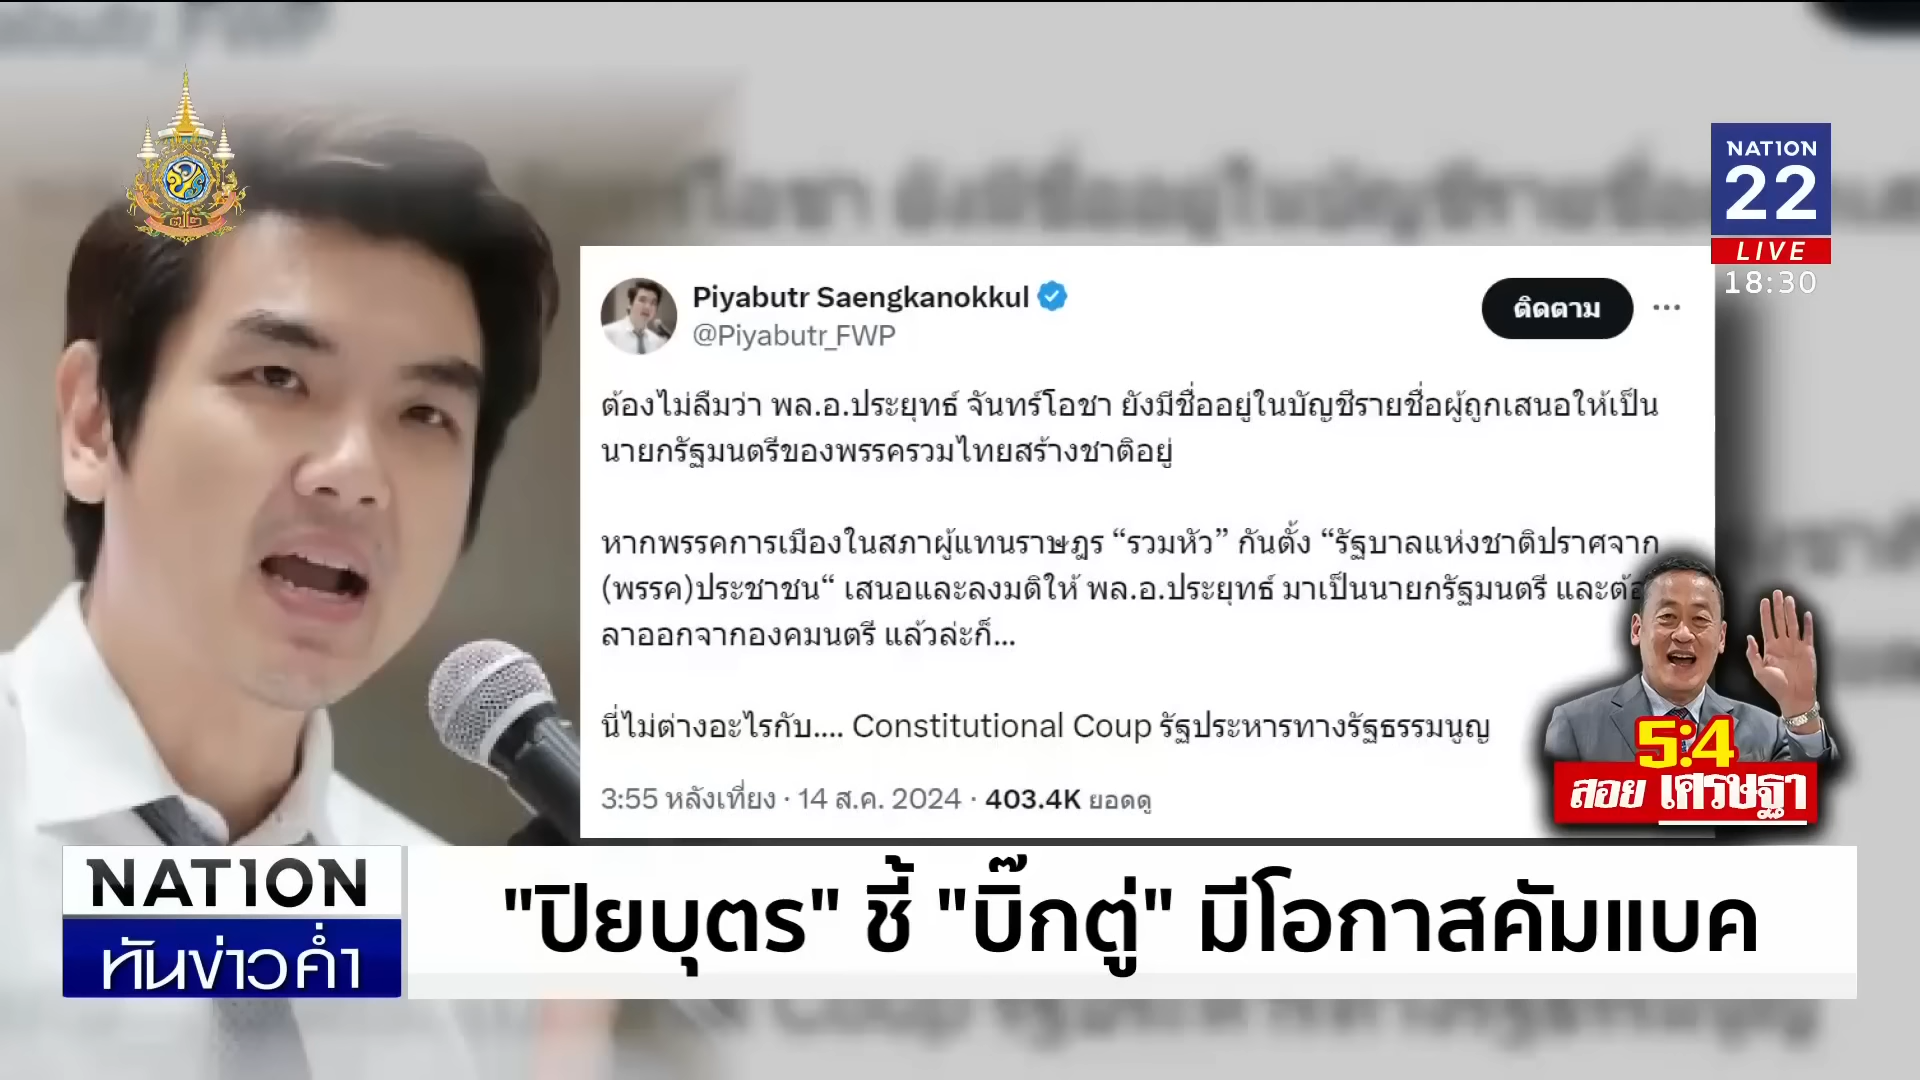 NATION
22
LIVE
18:30
Piyabutr Saengkanokkul
@Piyabutr_FWP
ติดตาม
ต้องไม่ลืมว่า พล.อ.ประยุทธ์ จันทร์โอชา ยังมีชื่ออยู่ในบัญชีรายชื่อผู้ถูกเสนอให้เป็น
นายกรัฐมนตรีของพรรครวมไทยสร้างชาติอยู่
หากพรรคการเมืองในสภาผู้แทนราษฎร “รวมหัว” กันตั้ง “รัฐบาลแห่งชาติปราศจาก
(พรรค)ประชาชน“ เสนอและลงมติให้ พล.อ.ประยุทธ์ มาเป็นนายกรัฐมนตรี และ
ลาออกจากองคมนตรี แล้วล่ะก็...
นี่ไม่ต่างอะไรกับ.... Constitutional Coup รัฐประหารทางรัฐธรรมนูญ
3:55 หลังเที่ยง · 14 ส.ค. 2024 · 403.4K ยอดดู
5:4
สอย เศรษฐา
NATION
ทันข่าวค่ำ
"ปิยบุตร" ชี้ "บิ๊กตู่" มีโอกาสคัมแบค